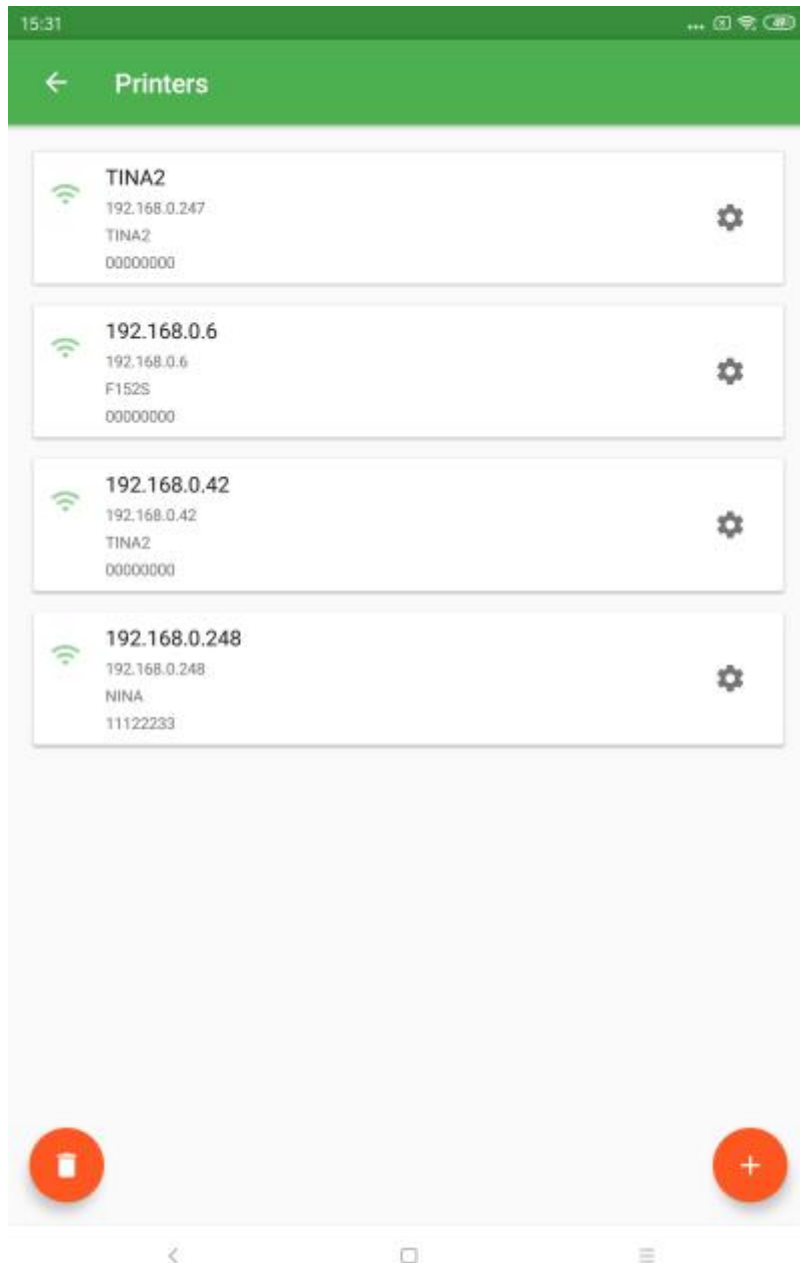 15:31
Printers
TINA2
192.168.0.247
TINA2
00000000
192.168.0.6
192.168.0.6
F152S
00000000
192.168.0.42
192.168.0.42
TINA2
00000000
192.168.0.248
192.168.0.248
NINA
11122233